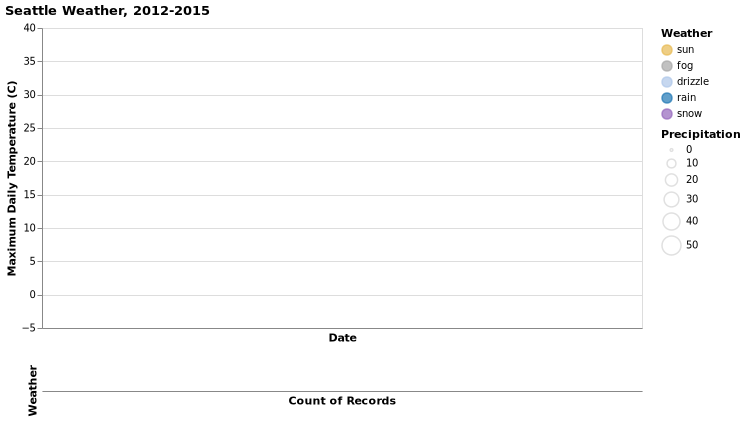 Seattle Weather, 2012-2015
Maximum Daily Temperature (C)
40
35
30
25
20
15
10
5
0
−5
Date
Weather
Count of Records
Weather
sun
fog
drizzle
rain
snow
Precipitation
0
10
20
30
40
50